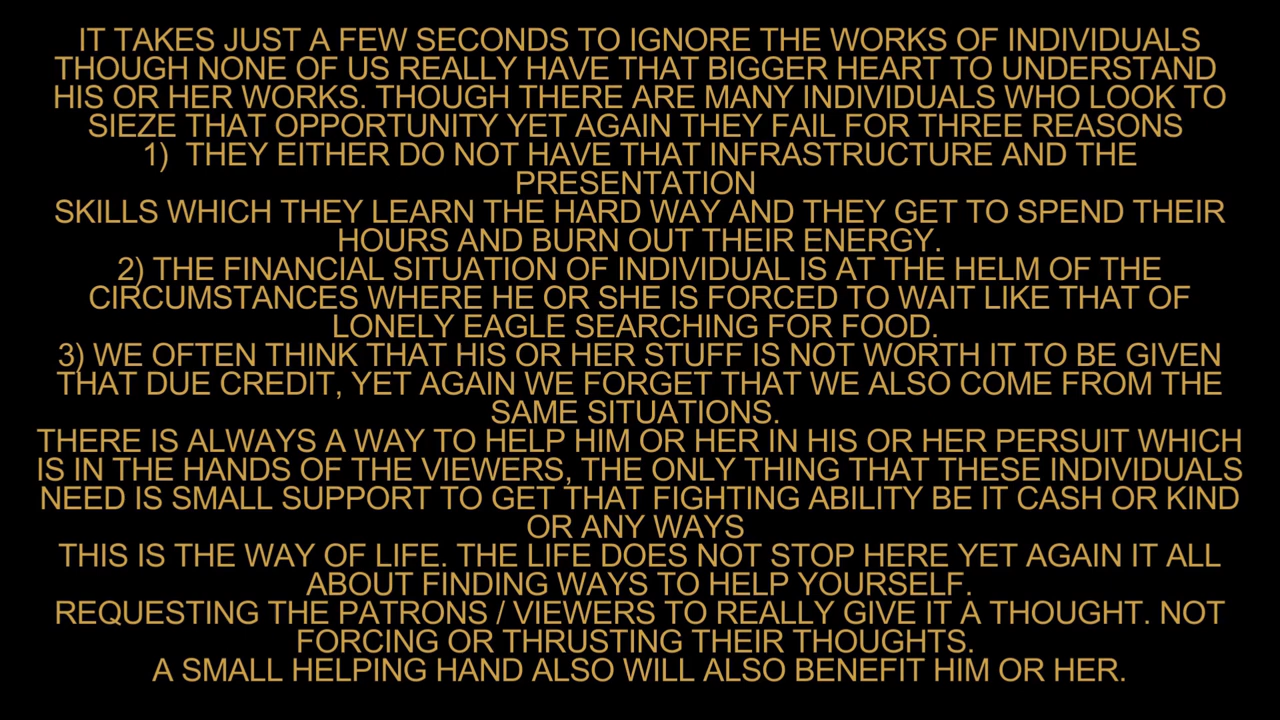 IT TAKES JUST A FEW SECONDS TO IGNORE THE WORKS OF INDIVIDUALS
THOUGH NONE OF US REALLY HAVE THAT BIGGER HEART TO UNDERSTAND
HIS OR HER WORKS. THOUGH THERE ARE MANY INDIVIDUALS WHO LOOK TO
SIEZE THAT OPPORTUNITY YET AGAIN THEY FAIL FOR THREE REASONS
1)  THEY EITHER DO NOT HAVE THAT INFRASTRUCTURE AND THE
PRESENTATION
SKILLS WHICH THEY LEARN THE HARD WAY AND THEY GET TO SPEND THEIR
HOURS AND BURN OUT THEIR ENERGY.
2) THE FINANCIAL SITUATION OF INDIVIDUAL IS AT THE HELM OF THE
CIRCUMSTANCES WHERE HE OR SHE IS FORCED TO WAIT LIKE THAT OF
LONELY EAGLE SEARCHING FOR FOOD.
3) WE OFTEN THINK THAT HIS OR HER STUFF IS NOT WORTH IT TO BE GIVEN
THAT DUE CREDIT, YET AGAIN WE FORGET THAT WE ALSO COME FROM THE
SAME SITUATIONS.
THERE IS ALWAYS A WAY TO HELP HIM OR HER IN HIS OR HER PERSUIT WHICH
IS IN THE HANDS OF THE VIEWERS, THE ONLY THING THAT THESE INDIVIDUALS
NEED IS SMALL SUPPORT TO GET THAT FIGHTING ABILITY BE IT CASH OR KIND
OR ANY WAYS
THIS IS THE WAY OF LIFE. THE LIFE DOES NOT STOP HERE YET AGAIN IT ALL
ABOUT FINDING WAYS TO HELP YOURSELF.
REQUESTING THE PATRONS / VIEWERS TO REALLY GIVE IT A THOUGHT. NOT
FORCING OR THRUSTING THEIR THOUGHTS.
A SMALL HELPING HAND ALSO WILL ALSO BENEFIT HIM OR HER.